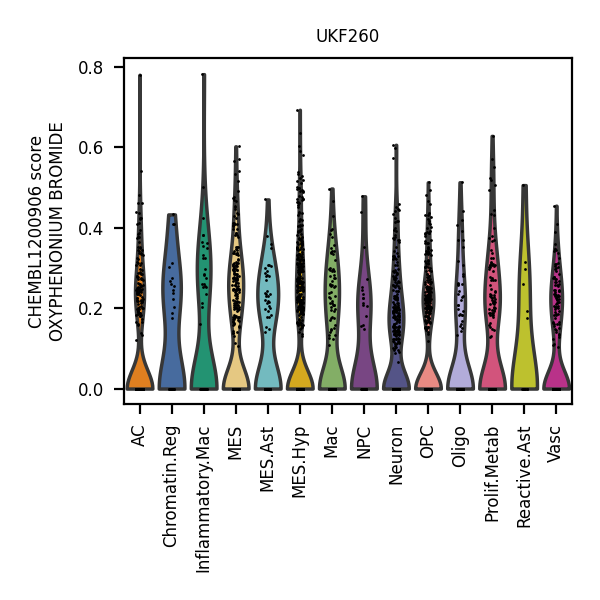 UKF260
CHEMBL1200906 score
OXYPHENONIUM BROMIDE
0.8
0.6
0.4
0.2
0.0
AC
Chromatin.Reg
Inflammatory.Mac
MES
MES.Ast
MES.Hyp
Mac
NPC
Neuron
OPC
Oligo
Prolif.Metab
Reactive.Ast
Vasc